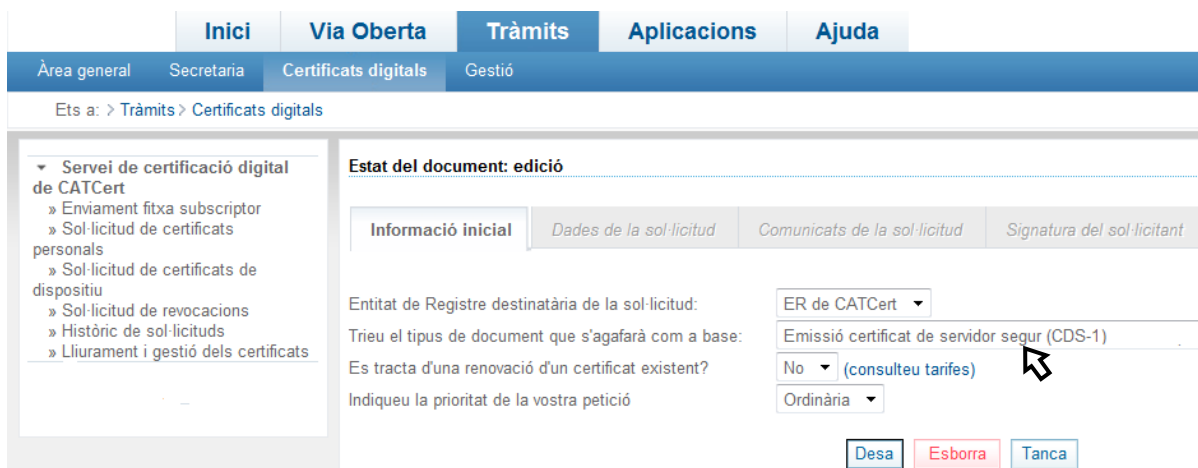 Inici Via Oberta Tràmits Aplicacions Ajuda
Àrea general Secretaria Certificats digitals Gestió
Ets a: > Tràmits > Certificats digitals
Servei de certificació digital
de CATCert
» Enviament fitxa subscriptor
» Sol·licitud de certificats
personals
» Sol·licitud de certificats de
dispositiu
» Sol·licitud de revocacions
» Històric de sol·licituds
» Lliurament i gestió dels certificats
Estat del document: edició
Informació inicial Dades de la sol·licitud Comunicats de la sol·licitud Signatura del sol·licitant
Entitat de Registre destinatària de la sol·licitud: ER de CATCert
Trieu el tipus de document que s'agafarà com a base: Emissió certificat de servidor segur (CDS-1)
Es tracta d'una renovació d'un certificat existent? No (consulteu tarifes)
Indiqueu la prioritat de la vostra petició Ordinària
Desa Esborra Tanca